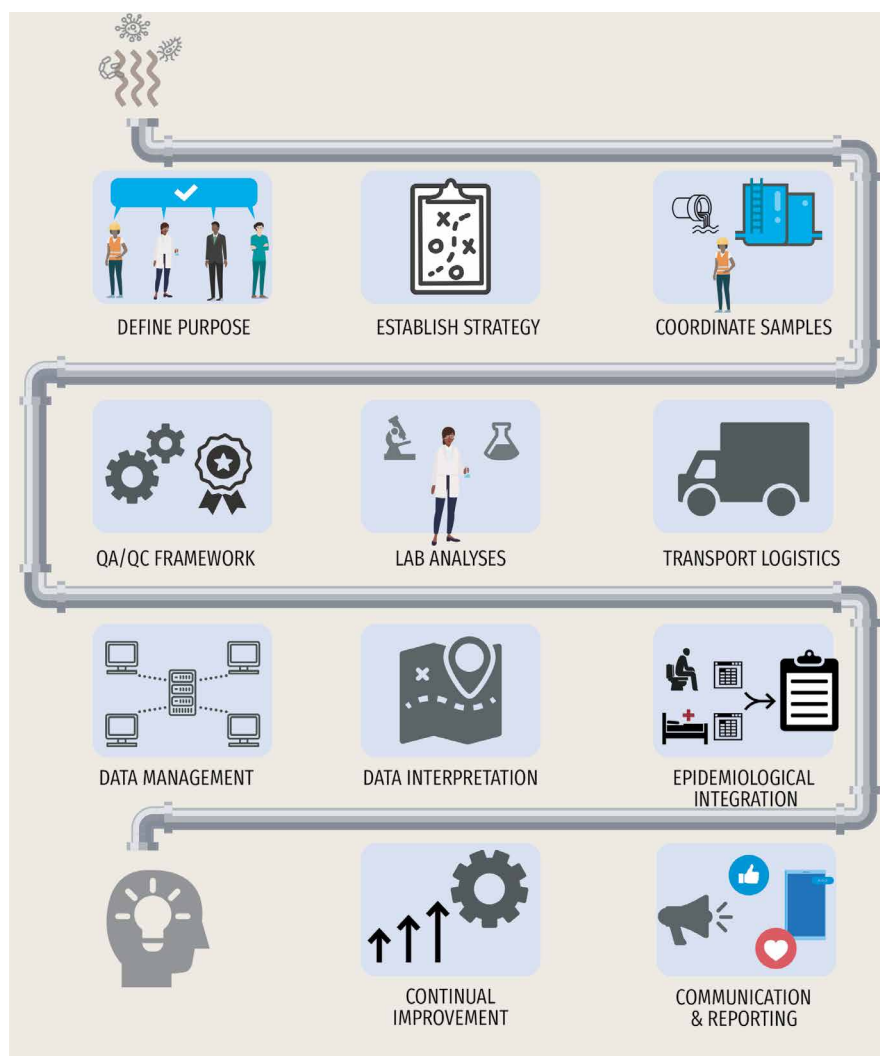 DEFINE PURPOSE
ESTABLISH STRATEGY
COORDINATE SAMPLES
QA/QC FRAMEWORK
LAB ANALYSES
TRANSPORT LOGISTICS
DATA MANAGEMENT
DATA INTERPRETATION
EPIDEMIOLOGICAL
INTEGRATION
CONTINUAL
IMPROVEMENT
COMMUNICATION
& REPORTING